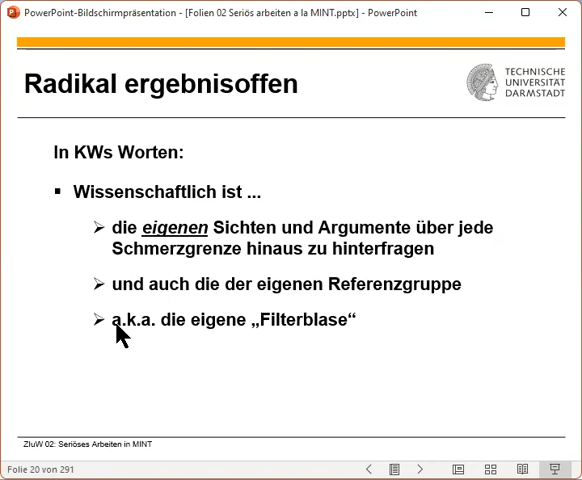 PowerPoint-Bildschirmpräsentation - [Folien 02 Seriös arbeiten a la MINT.pptx] - PowerPoint
Radikal ergebnisoffen
TECHNISCHE
UNIVERSITÄT
DARMSTADT
In KWs Worten:
▪ Wissenschaftlich ist ...
➢ die eigenen Sichten und Argumente über jede
Schmerzgrenze hinaus zu hinterfragen
➢ und auch die der eigenen Referenzgruppe
➢ a.k.a. die eigene „Filterblase“
ZIuW 02: Seriöses Arbeiten in MINT
Folie 20 von 291